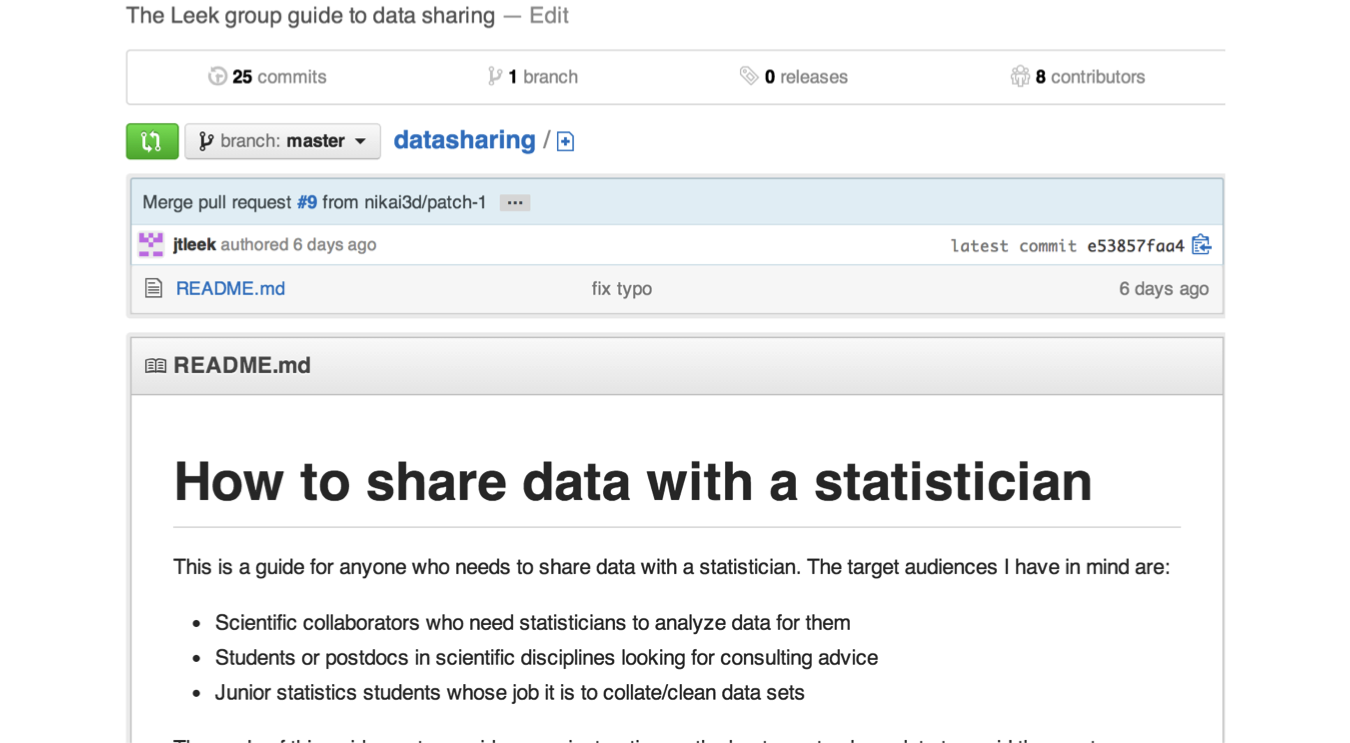 The Leek group guide to data sharing — Edit
25 commits 1 branch 0 releases 8 contributors
branch: master datasharing /
Merge pull request #9 from nikai3d/patch-1 ...
jtleek authored 6 days ago latest commit e53857faa4
README.md fix typo 6 days ago
README.md
How to share data with a statistician
This is a guide for anyone who needs to share data with a statistician. The target audiences I have in mind are:
• Scientific collaborators who need statisticians to analyze data for them
• Students or postdocs in scientific disciplines looking for consulting advice
• Junior statistics students whose job it is to collate/clean data sets